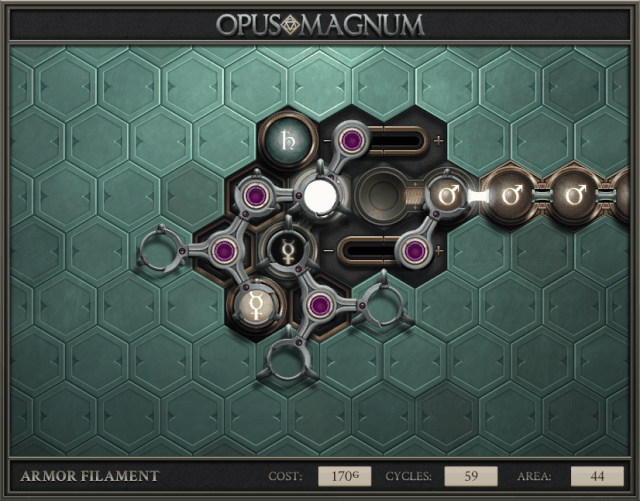 OPUS MAGNUM
♄
♂ ♂ ♂
☿
☿
ARMOR FILAMENT COST: 170G CYCLES: 59 AREA: 44